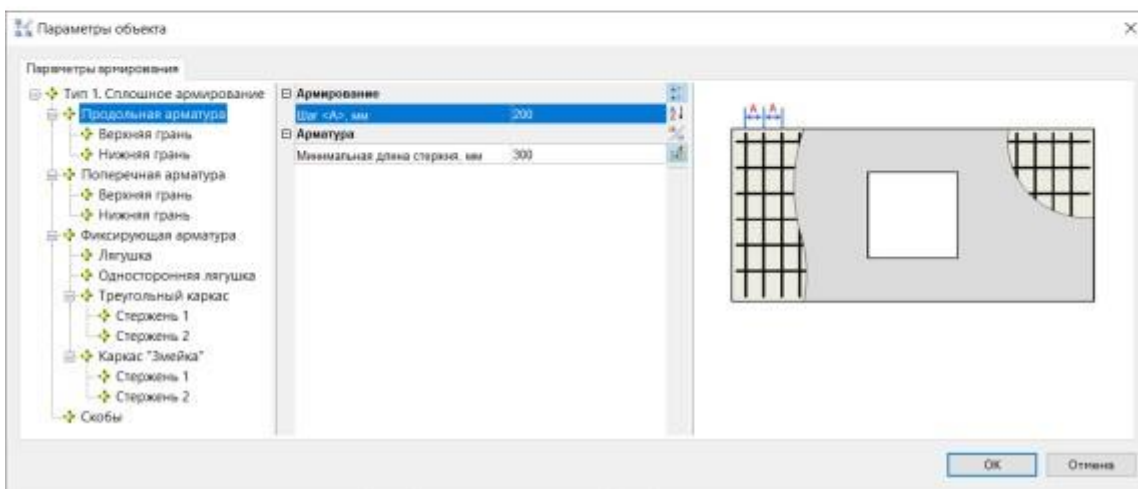 Параметры объекта
Параметры армирования
Тип 1. Сплошное армирование
Продольная арматура
Верхняя грань
Нижняя грань
Поперечная арматура
Верхняя грань
Нижняя грань
Фиксирующая арматура
Лягушка
Односторонняя лягушка
Треугольный каркас
Стержень 1
Стержень 2
Каркас "Змейка"
Стержень 1
Стержень 2
Скобы
Армирование
Шаг <A>, мм 200
Арматура
Минимальная длина стержня, мм 300
A A
OK Отмена